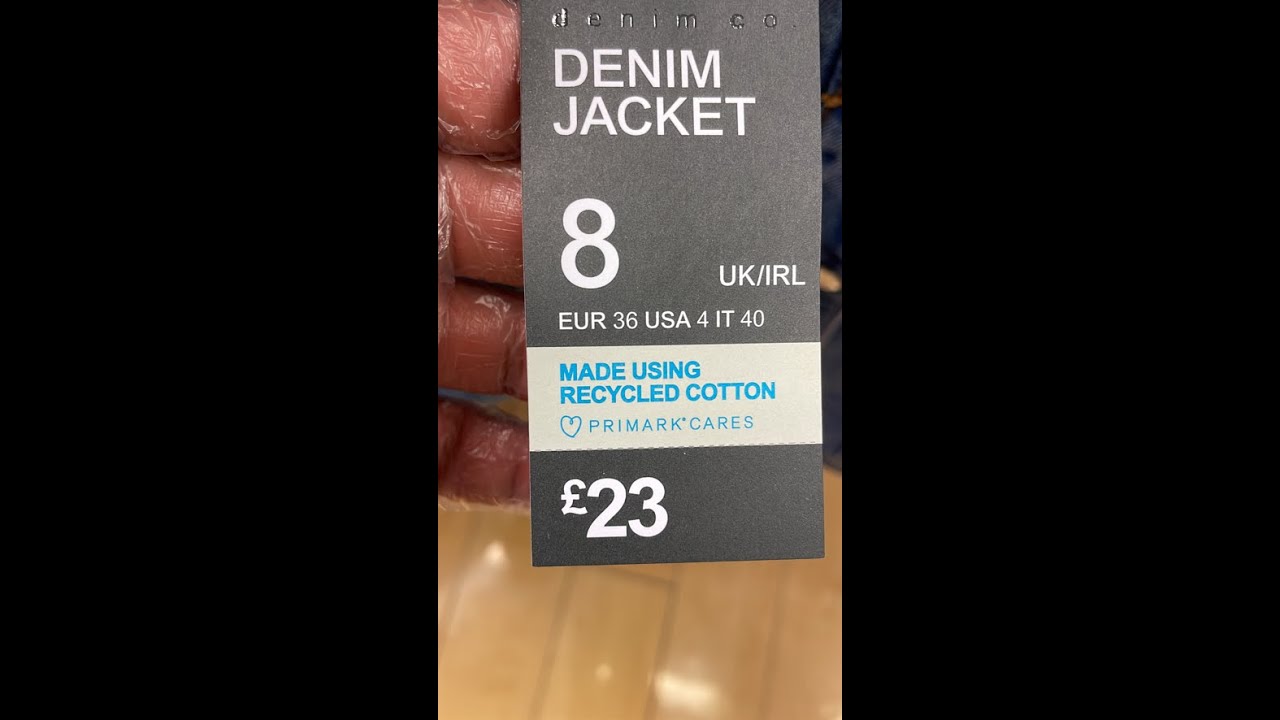 denim co.
DENIM
JACKET
8
UK/IRL
EUR 36 USA 4 IT 40
MADE USING
RECYCLED COTTON
PRIMARK® CARES
£23